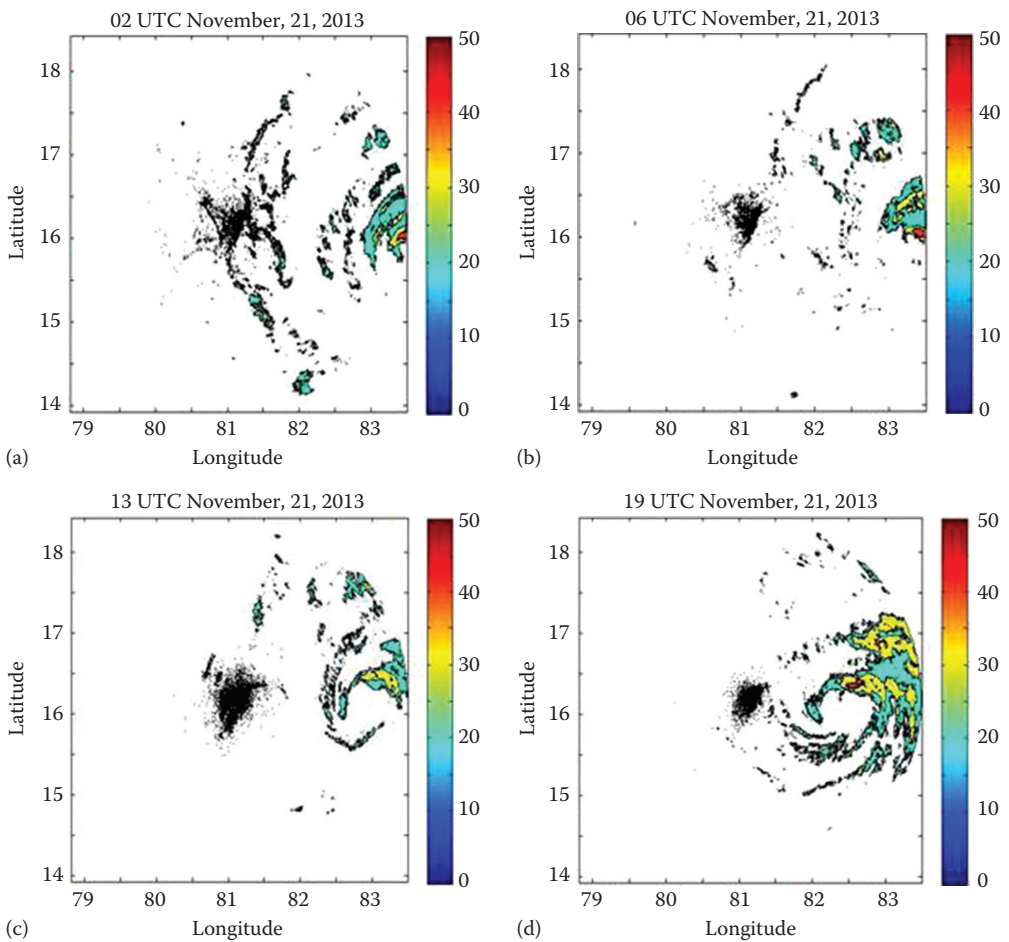 02 UTC November, 21, 2013
Latitude
18
17
16
15
14
79 80 81 82 83
50
40
30
20
10
0
(a)
Longitude
06 UTC November, 21, 2013
Latitude
18
17
16
15
14
79 80 81 82 83
50
40
30
20
10
0
(b)
Longitude
13 UTC November, 21, 2013
Latitude
18
17
16
15
14
79 80 81 82 83
50
40
30
20
10
0
(c)
Longitude
19 UTC November, 21, 2013
Latitude
18
17
16
15
14
79 80 81 82 83
50
40
30
20
10
0
(d)
Longitude